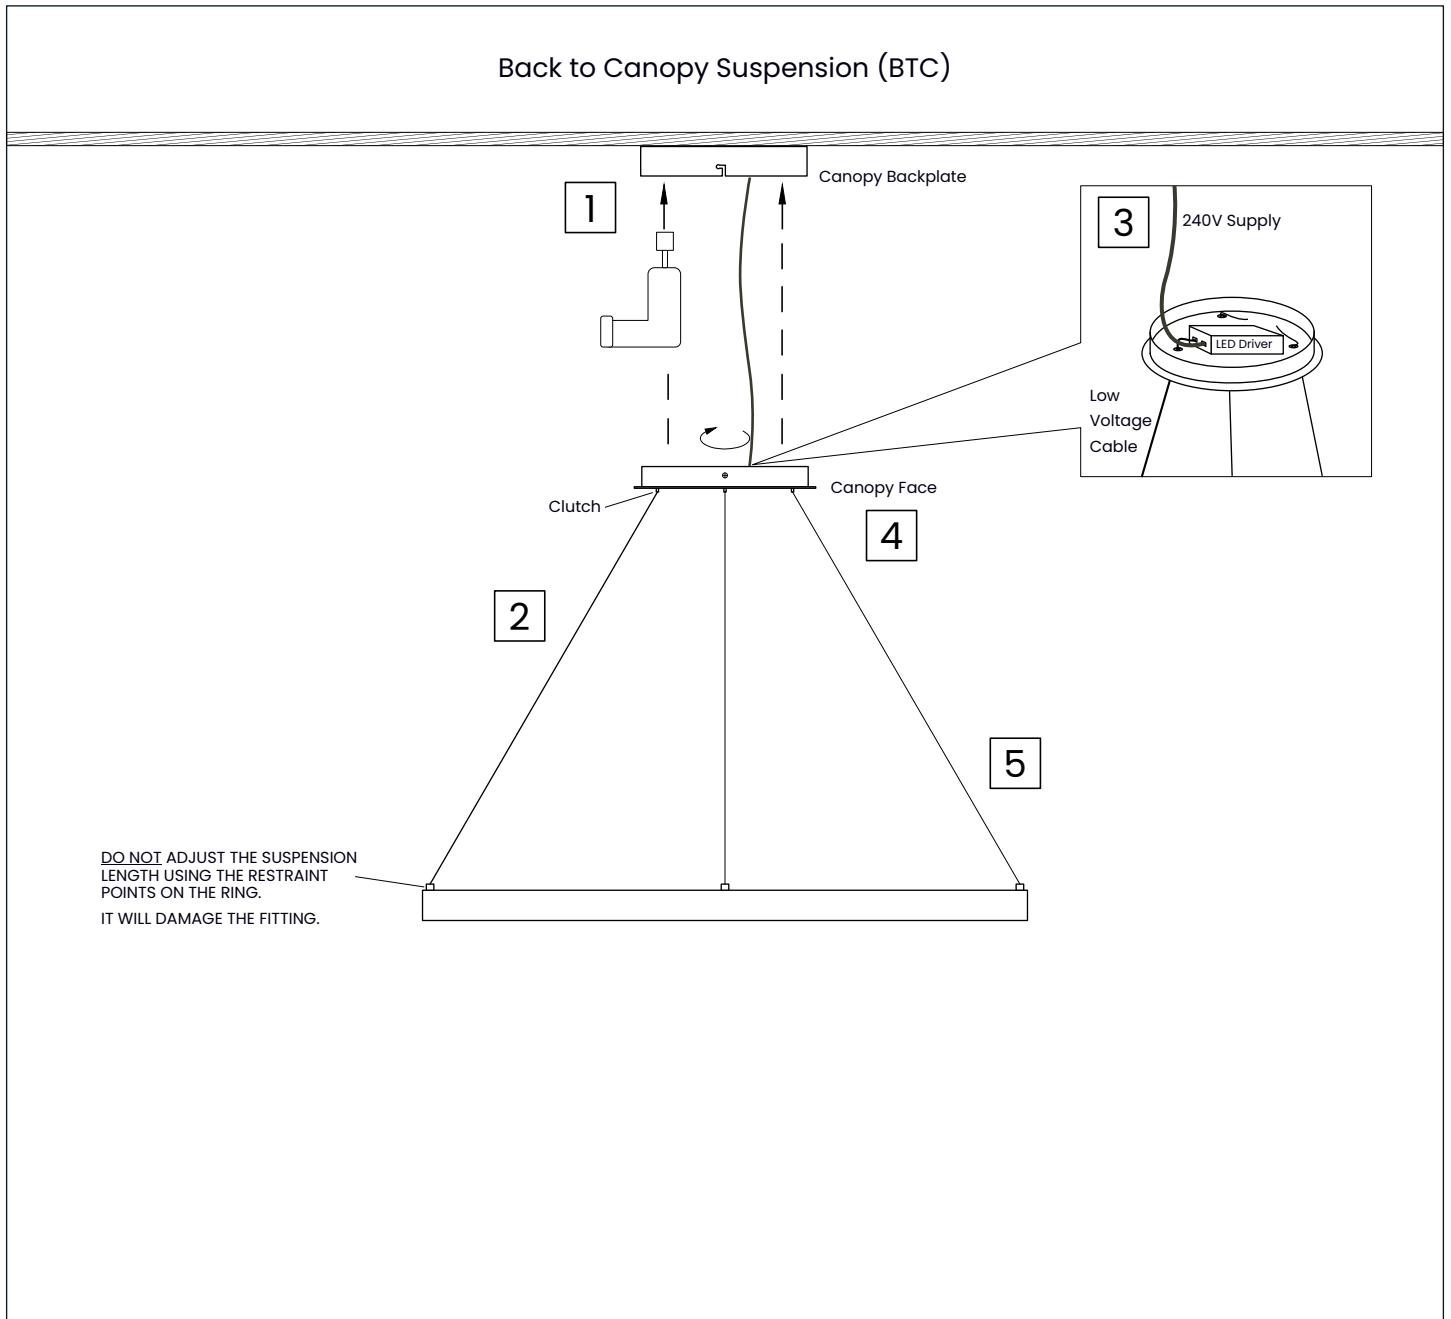 Back to Canopy Suspension (BTC)
Canopy Backplate
1
3
240V Supply
LED Driver
Low
Voltage
Cable
Clutch
Canopy Face
4
2
5
DO NOT ADJUST THE SUSPENSION
LENGTH USING THE RESTRAINT
POINTS ON THE RING.
IT WILL DAMAGE THE FITTING.